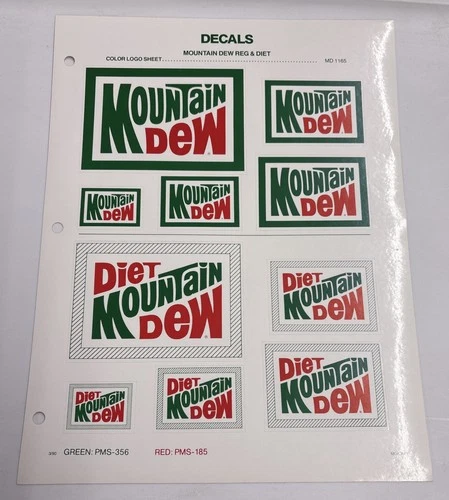 DECALS
MOUNTAIN DEW REG & DIET
COLOR LOGO SHEET
MD 1165
MOUNTaiN
DeW
MOUNTaiN
DeW
MOUNTaiN
DeW
MOUNTaiN
DeW
MOUNTaiN
DeW
DieT
MOUNTaiN
DeW
DieT
MOUNTaiN
DeW
DieT
MOUNTaiN
DeW
DieT
MOUNTaiN
DeW
DieT
MOUNTaiN
DeW
GREEN: PMS-356
RED: PMS-185